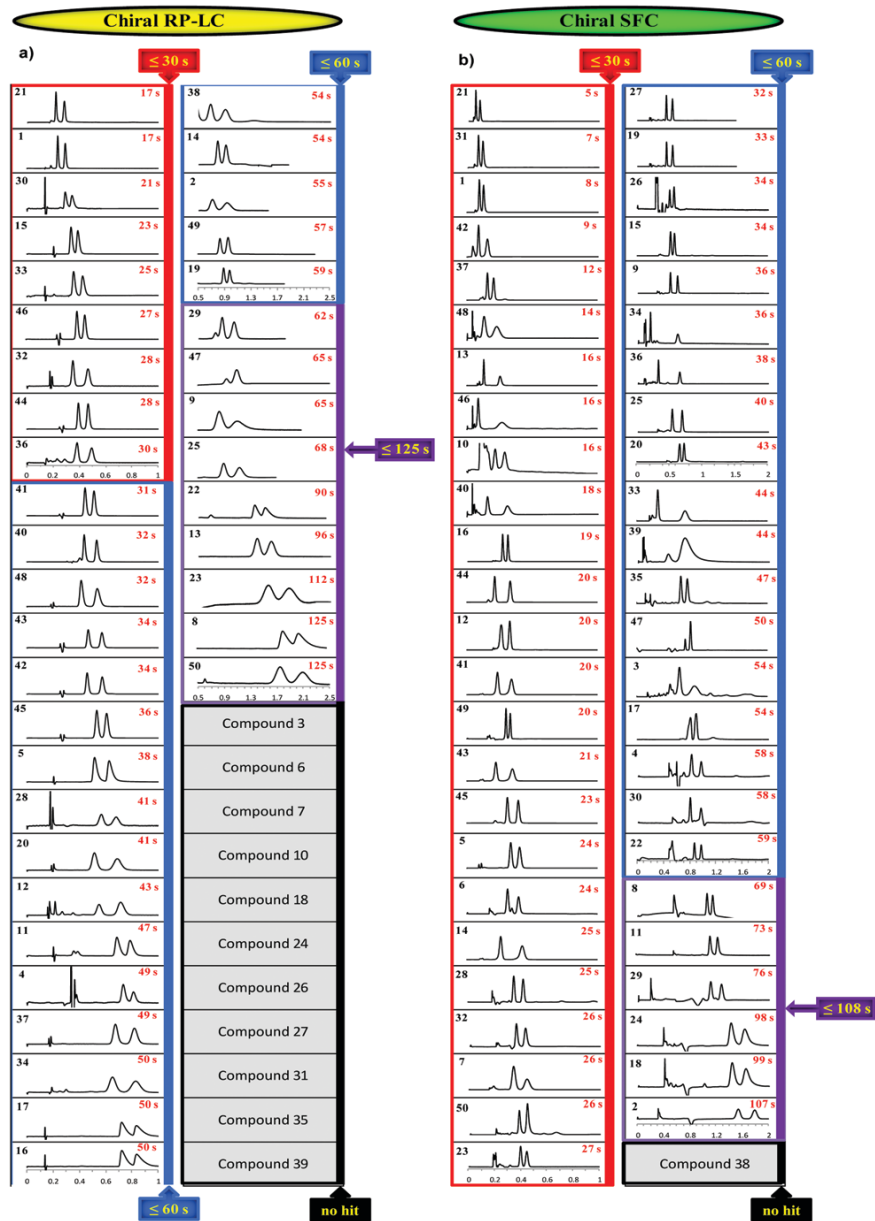 Chiral RP-LC
Chiral SFC
a)
≤ 30 s
≤ 60 s
b)
≤ 30 s
≤ 60 s
21 17 s
1 17 s
30 21 s
15 23 s
33 25 s
46 27 s
32 28 s
44 28 s
36 30 s
0 0.2 0.4 0.6 0.8 1
41 31 s
40 32 s
48 32 s
43 34 s
42 34 s
45 36 s
5 38 s
28 41 s
20 41 s
12 43 s
11 47 s
4 49 s
37 49 s
34 50 s
17 50 s
16 50 s
0 0.2 0.4 0.6 0.8 1
≤ 60 s
38 54 s
14 54 s
2 55 s
49 57 s
19 59 s
0.5 0.9 1.3 1.7 2.1 2.5
29 62 s
47 65 s
9 65 s
25 68 s
22 90 s
13 96 s
23 112 s
8 125 s
50 125 s
0.5 0.9 1.3 1.7 2.1 2.5
≤ 125 s
Compound 3
Compound 6
Compound 7
Compound 10
Compound 18
Compound 24
Compound 26
Compound 27
Compound 31
Compound 35
Compound 39
no hit
21 5 s
31 7 s
1 8 s
42 9 s
37 12 s
48 14 s
13 16 s
46 16 s
10 16 s
40 18 s
16 19 s
44 20 s
12 20 s
41 20 s
49 20 s
43 21 s
45 23 s
5 24 s
6 24 s
14 25 s
28 25 s
32 26 s
7 26 s
50 26 s
23 27 s
0 0.2 0.4 0.6 0.8 1
27 32 s
19 33 s
26 34 s
15 34 s
9 36 s
34 36 s
36 38 s
25 40 s
20 43 s
0 0.5 1 1.5 2
33 44 s
39 44 s
35 47 s
47 50 s
3 54 s
17 54 s
4 58 s
30 58 s
22 59 s
0 0.4 0.8 1.2 1.6 2
8 69 s
11 73 s
29 76 s
24 98 s
18 99 s
2 107 s
0 0.4 0.8 1.2 1.6 2
≤ 108 s
Compound 38
no hit